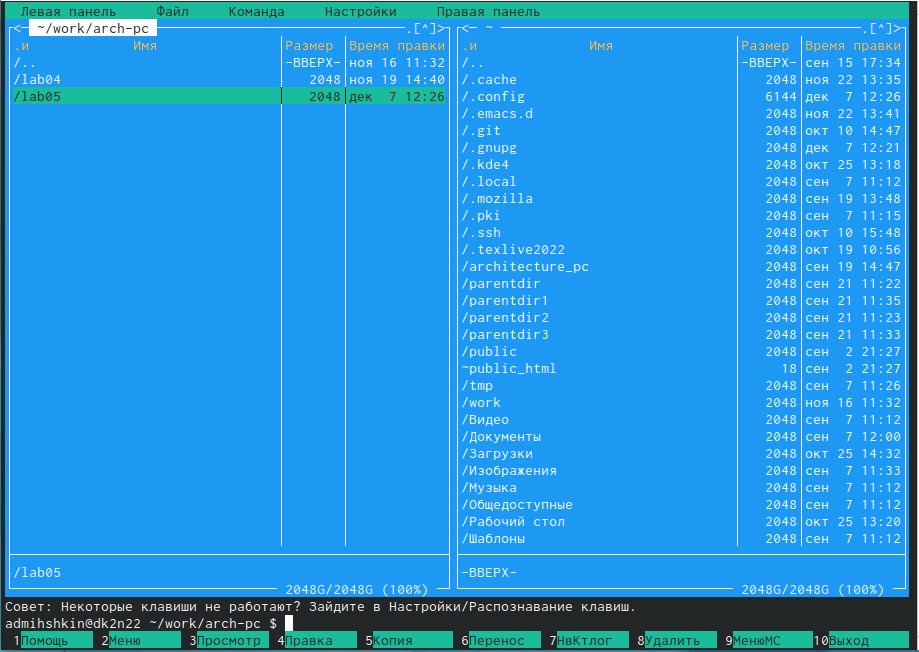 Левая панель Файл Команда Настройки Правая панель
<─ ~/work/arch-pc .[^]>
.и Имя Размер Время правки
/.. -ВВЕРХ- ноя 16 11:32
/lab04 2048 ноя 19 14:40
/lab05 2048 дек 7 12:26
/lab05
2048G/2048G (100%)
<─ ~ .[^]>
.и Имя Размер Время правки
/.. -ВВЕРХ- сен 15 17:34
/.cache 2048 ноя 22 13:35
/.config 6144 дек 7 12:26
/.emacs.d 2048 ноя 22 13:41
/.git 2048 окт 10 14:47
/.gnupg 2048 дек 7 12:21
/.kde4 2048 окт 25 13:18
/.local 2048 сен 7 11:12
/.mozilla 2048 сен 19 13:48
/.pki 2048 сен 7 11:15
/.ssh 2048 окт 10 15:48
/.texlive2022 2048 окт 19 10:56
/architecture_pc 2048 сен 19 14:47
/parentdir 2048 сен 21 11:22
/parentdir1 2048 сен 21 11:35
/parentdir2 2048 сен 21 11:23
/parentdir3 2048 сен 21 11:33
/public 2048 сен 2 21:27
~public_html 18 сен 2 21:27
/tmp 2048 сен 7 11:26
/work 2048 ноя 16 11:32
/Видео 2048 сен 7 11:12
/Документы 2048 сен 7 12:00
/Загрузки 2048 окт 25 14:32
/Изображения 2048 сен 7 11:33
/Музыка 2048 сен 7 11:12
/Общедоступные 2048 сен 7 11:12
/Рабочий стол 2048 окт 25 13:20
/Шаблоны 2048 сен 7 11:12
-ВВЕРХ-
2048G/2048G (100%)
Совет: Некоторые клавиши не работают? Зайдите в Настройки/Распознавание клавиш.
admihshkin@dk2n22 ~/work/arch-pc $
1Помощь 2Меню 3Просмотр 4Правка 5Копия 6Перенос 7НвКтлог 8Удалить 9МенюMC 10Выход